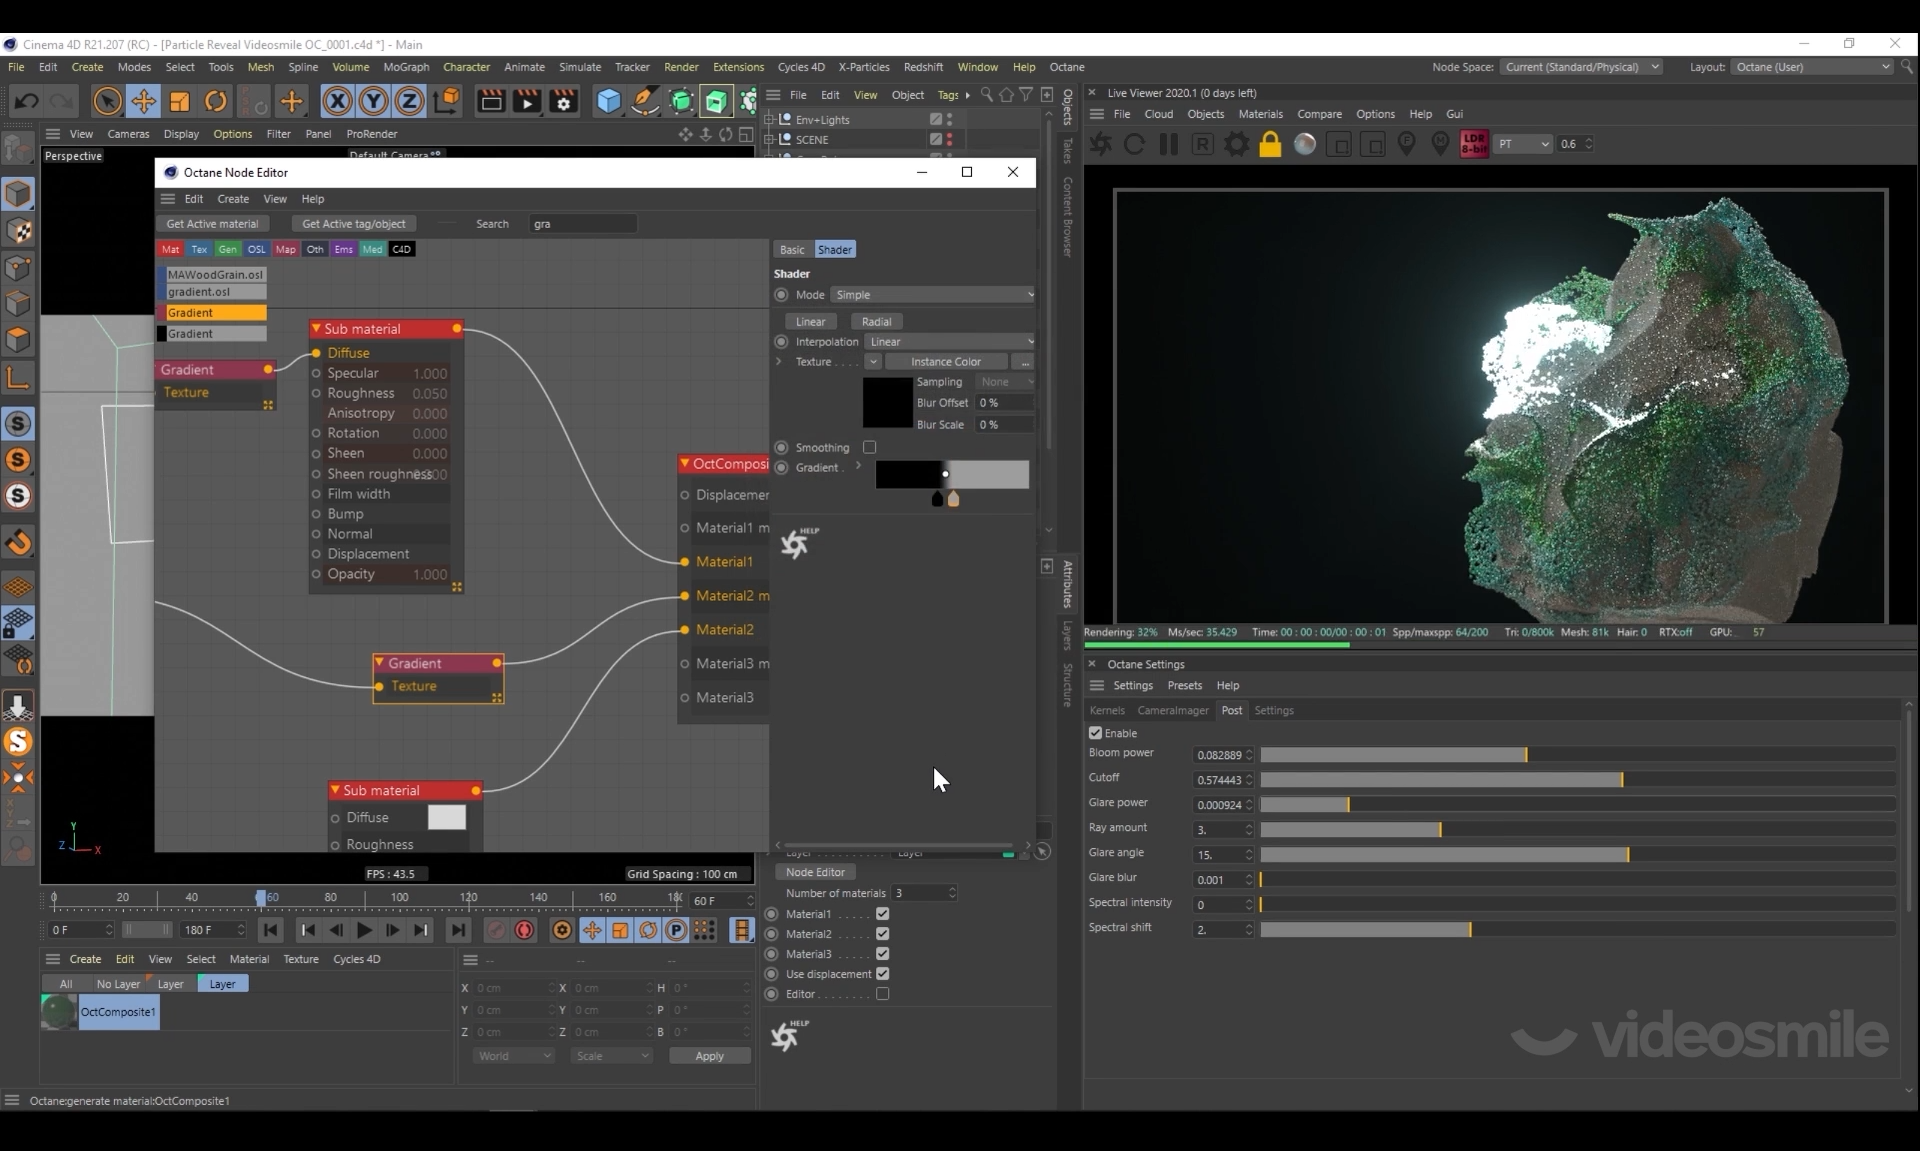 Cinema 4D R21.207 (RC) - [Particle Reveal Videosmile OC_0001.c4d *] - Main
File Edit Create Modes Select Tools Mesh Spline Volume MoGraph Character Animate Simulate Tracker Render Extensions Cycles 4D X-Particles Redshift Window Help Octane
Node Space: Current (Standard/Physical) Layout: Octane (User)
File Edit View Object Tags
Env+Lights
SCENE
Objects
Takes
Content Browser
Attributes
Layers
Structure
View Cameras Display Options Filter Panel ProRender
Perspective
Default Camera
Octane Node Editor
Edit Create View Help
Get Active material Get Active tag/object Search gra
Mat Tex Gen OSL Map Oth Ems Med C4D
MAWoodGrain.osl
gradient.osl
Gradient
Gradient
Gradient
Texture
Sub material
Diffuse
Specular 1.000
Roughness 0.050
Anisotropy 0.000
Rotation 0.000
Sheen 0.000
Sheen roughness
Film width
Bump
Normal
Displacement
Opacity 1.000
OctComposi
Displacemer
Material1 m
Material1
Material2 m
Material2
Material3 m
Material3
Gradient
Texture
Sub material
Diffuse
Roughness
Basic Shader
Shader
Mode Simple
Linear Radial
Interpolation Linear
Texture . . . . Instance Color ...
Sampling None
Blur Offset 0 %
Blur Scale 0 %
Smoothing
Gradient .
HELP
FPS : 43.5
Grid Spacing : 100 cm
Y
Z X
0 20 40 60 80 100 120 140 160 60 F
0 F 180 F
Create Edit View Select Material Texture Cycles 4D
All No Layer Layer Layer
OctComposite1
-- -- --
X 0 cm X 0 cm H 0 °
Y 0 cm Y 0 cm P 0 °
Z 0 cm Z 0 cm B 0 °
World Scale Apply
Octane:generate material:OctComposite1
Node Editor
Number of materials 3
Material1 . . . . .
Material2 . . . . .
Material3 . . . . .
Use displacement
Editor . . . . . . . .
HELP
Live Viewer 2020.1 (0 days left)
File Cloud Objects Materials Compare Options Help Gui
R F M LDR 8-bit PT 0.6
Rendering: 32% Ms/sec: 35.429 Time: 00 : 00 : 00/00 : 00 : 01 Spp/maxspp: 64/200 Tri: 0/800k Mesh: 81k Hair: 0 RTX:off GPU: 57
Octane Settings
Settings Presets Help
Kernels CameraImager Post Settings
Enable
Bloom power 0.082889
Cutoff 0.574443
Glare power 0.000924
Ray amount 3.
Glare angle 15.
Glare blur 0.001
Spectral intensity 0
Spectral shift 2.
videosmile